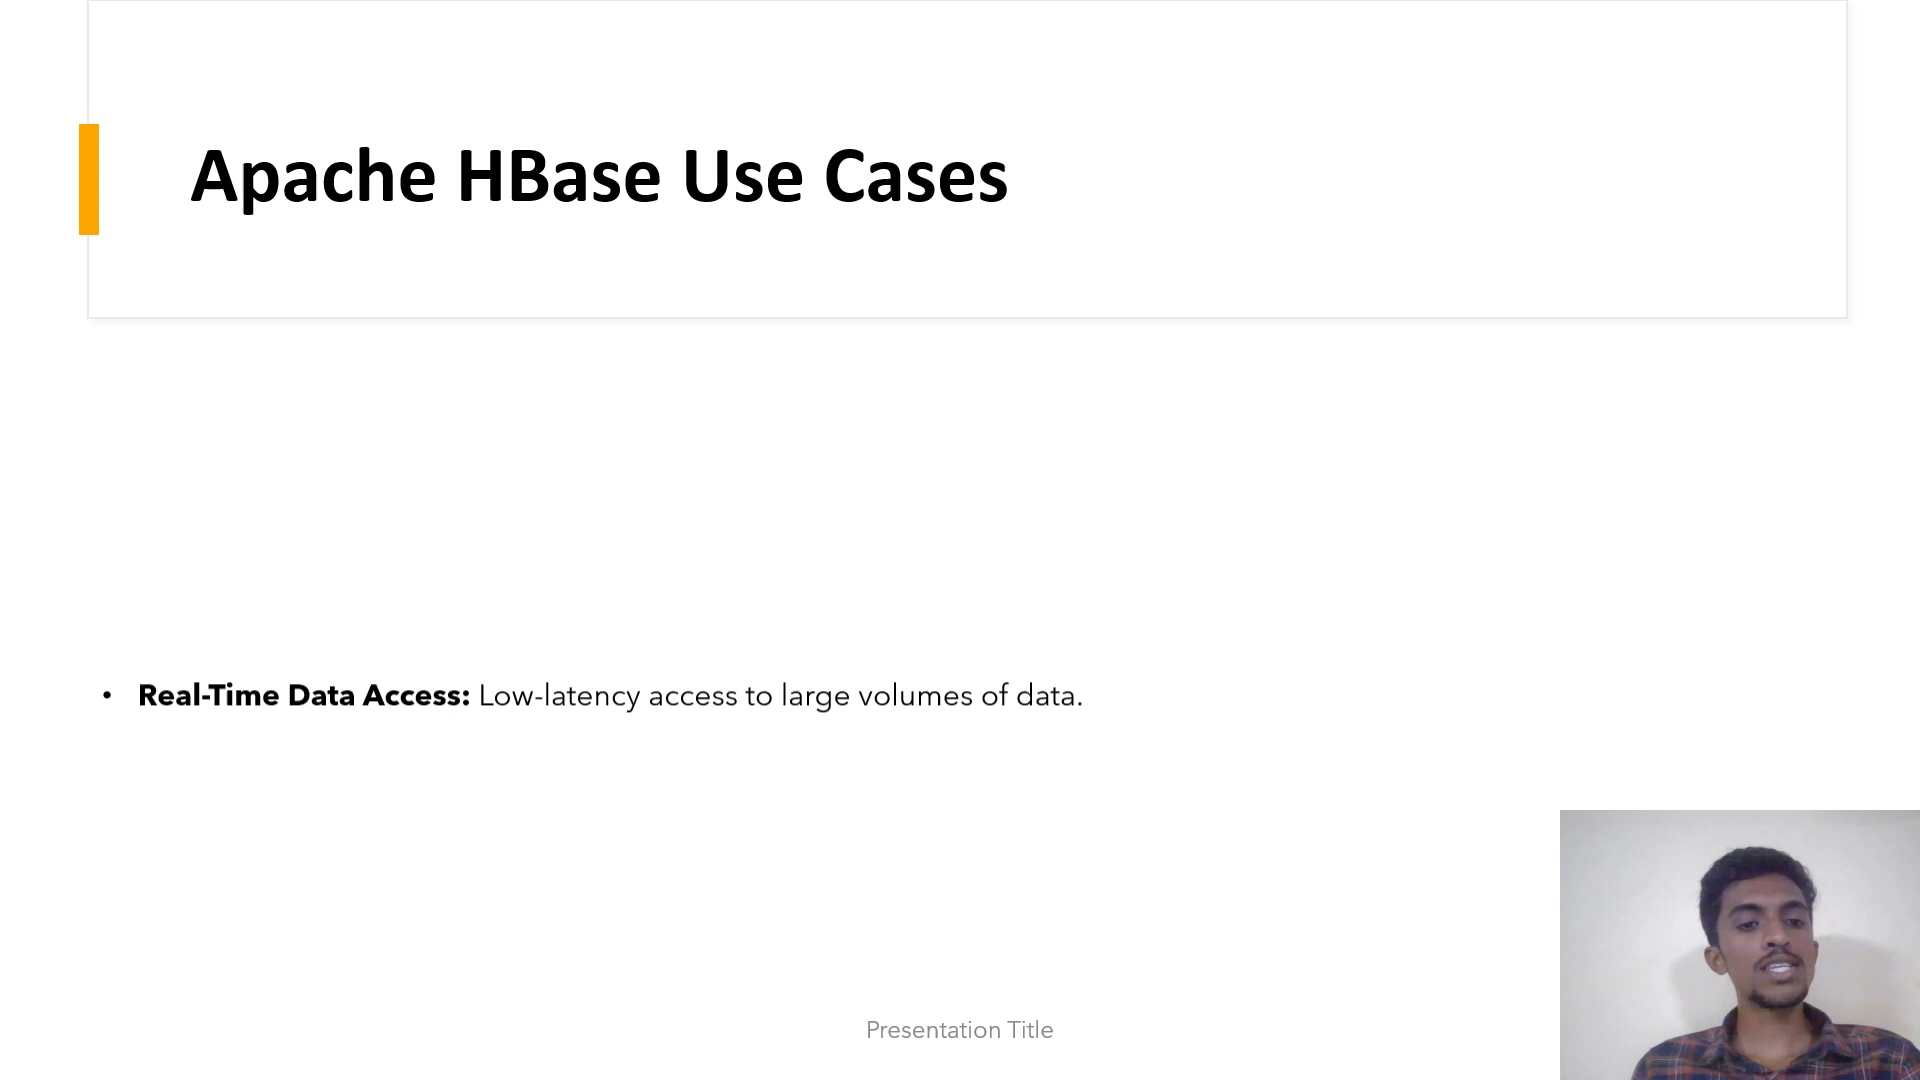 Apache HBase Use Cases
• Real-Time Data Access: Low-latency access to large volumes of data.
Presentation Title